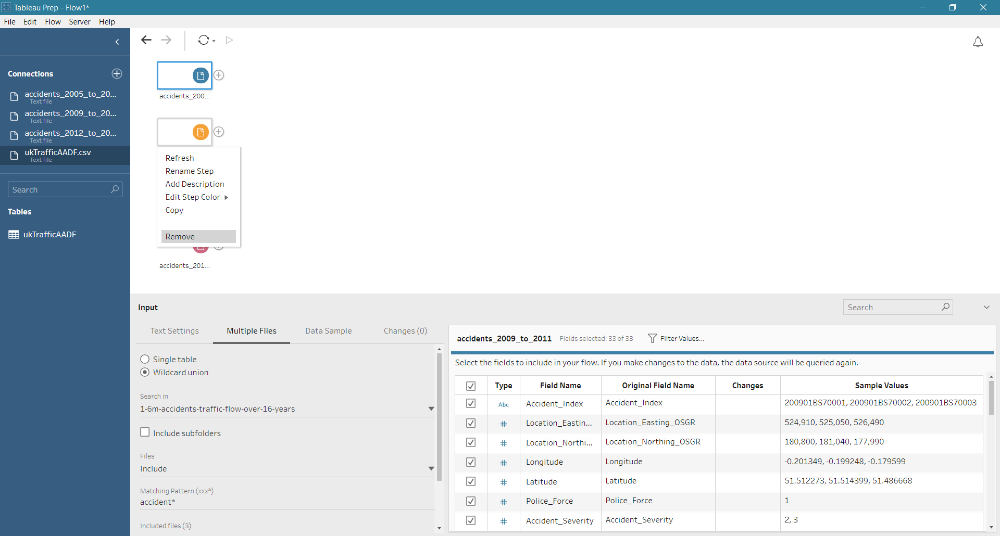 Tableau Prep - Flow1*
File Edit Flow Server Help
Connections
accidents_2005_to_20...
Text file
accidents_2009_to_20...
Text file
accidents_2012_to_20...
Text file
ukTrafficAADF.csv
Text file
Search
Tables
ukTrafficAADF
accidents_200...
Refresh
Rename Step
Add Description
Edit Step Color
Copy
Remove
accidents_201...
Input
Search
Text Settings Multiple Files Data Sample Changes (0)
Single table
Wildcard union
Search in
1-6m-accidents-traffic-flow-over-16-years
Include subfolders
Files
Include
Matching Pattern (xxx*)
accident*
Included files (3)
accidents_2009_to_2011 Fields selected: 33 of 33 Filter Values...
Select the fields to include in your flow. If you make changes to the data, the data source will be queried again.
Type Field Name Original Field Name Changes Sample Values
Abc Accident_Index Accident_Index 200901BS70001, 200901BS70002, 200901BS70003
# Location_Eastin... Location_Easting_OSGR 524,910, 525,050, 526,490
# Location_Northi... Location_Northing_OSGR 180,800, 181,040, 177,990
# Longitude Longitude -0.201349, -0.199248, -0.179599
# Latitude Latitude 51.512273, 51.514399, 51.486668
# Police_Force Police_Force 1
# Accident_Severity Accident_Severity 2, 3